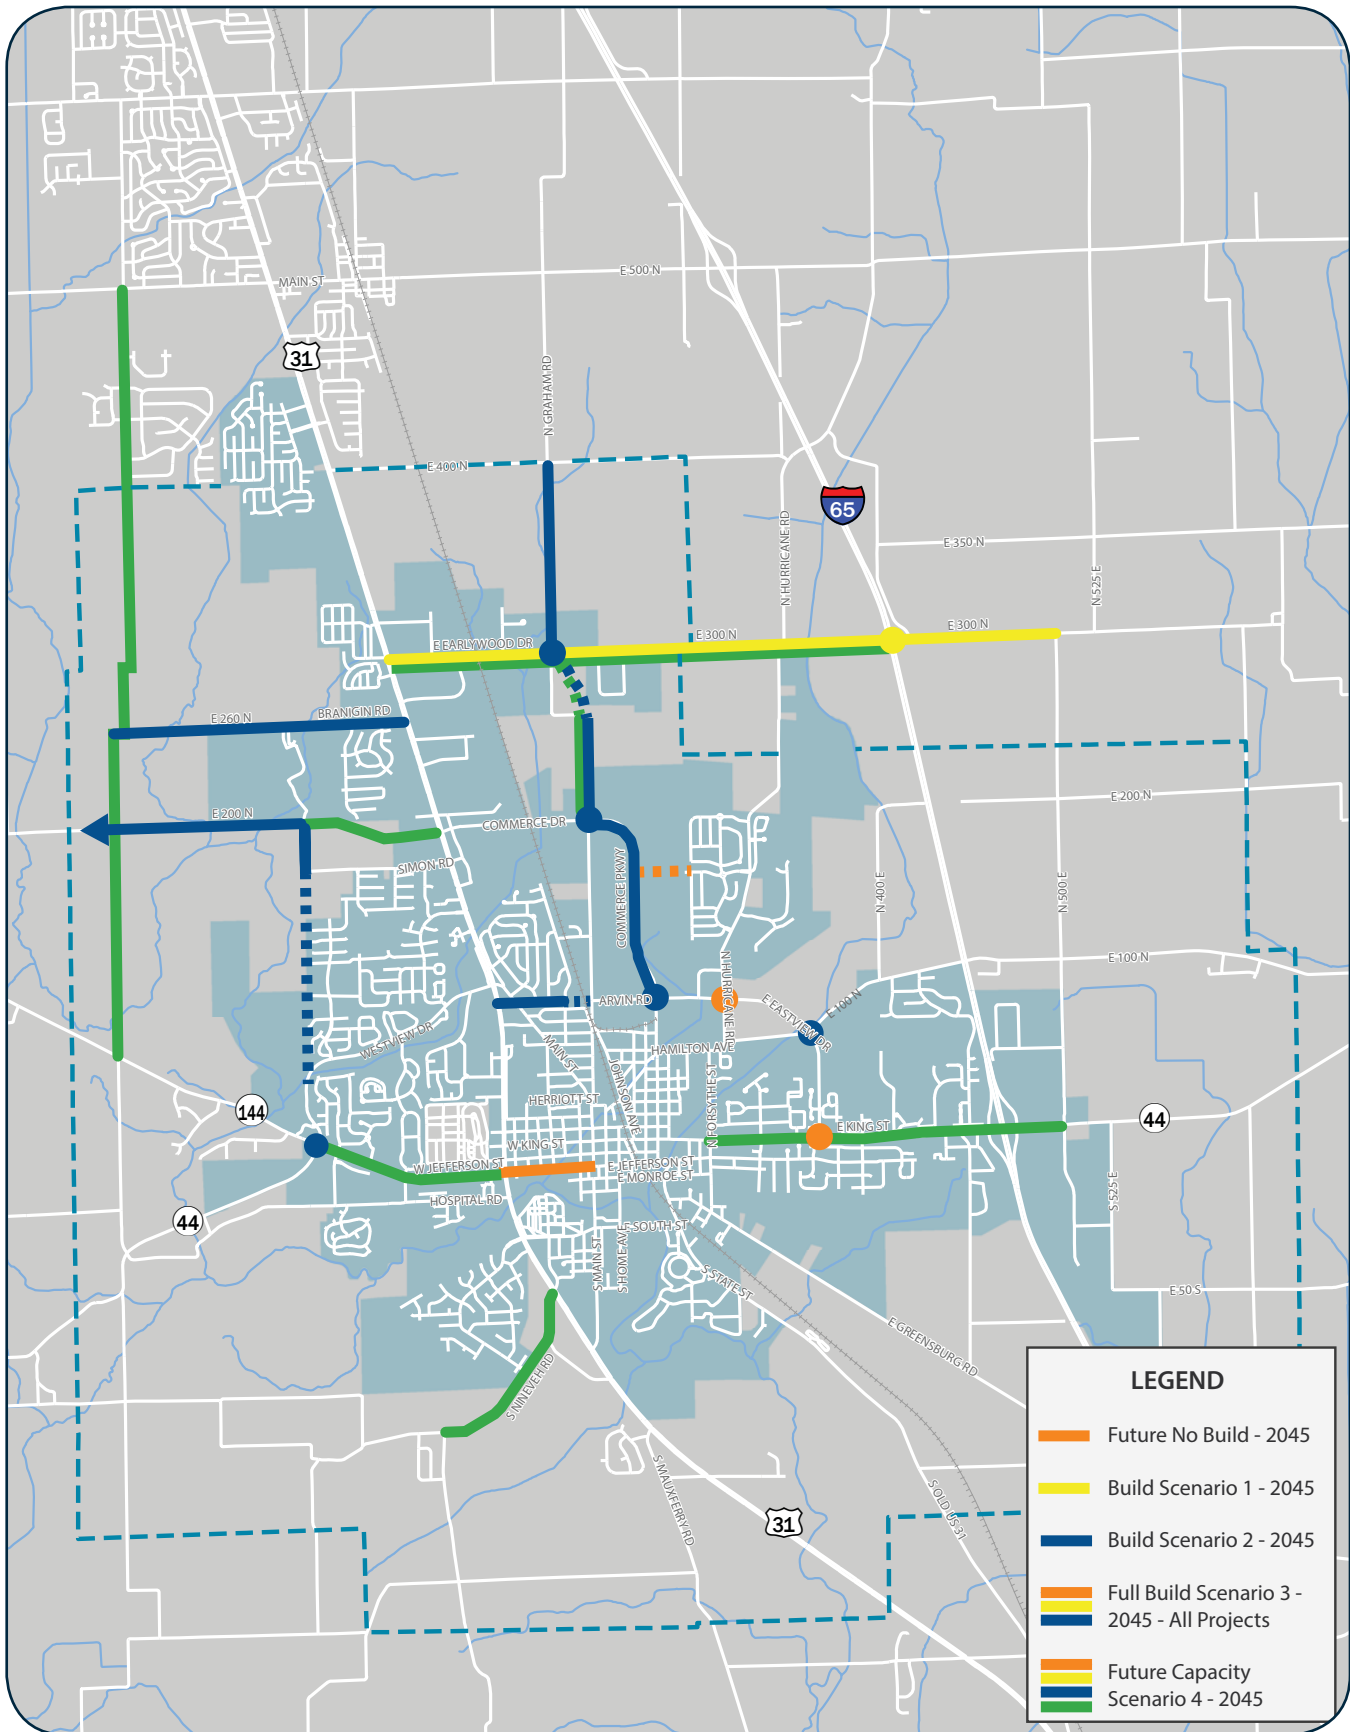 E 500 N
MAIN ST
31
N GRAHAM RD
E 400 N
65
N HURRICANE RD
E 350 N
N 525 E
E 300 N
E 300 N
E EARLYWOOD DR
BRANIGIN RD
E 260 N
E 200 N
E 200 N
COMMERCE DR
SIMON RD
COMMERCE PKWY
N 400 E
N 500 E
E 100 N
N HURRICANE RD
ARVIN RD
E EASTVIEW DR
E 100 N
WESTVIEW DR
MAIN ST
HAMILTON AVE
JOHNSON AVE
N FORSYTHE ST
HERRIOTT ST
144
44
E KING ST
W KING ST
W JEFFERSON ST
E JEFFERSON ST
E MONROE ST
HOSPITAL RD
S 525 E
44
E SOUTH ST
S MAIN ST
S HOME AVE
S STATE ST
E 50 S
E GREENSBURG RD
S NINEVEH RD
S MAUXFERRY RD
S OLD US 31
31
LEGEND
Future No Build - 2045
Build Scenario 1 - 2045
Build Scenario 2 - 2045
Full Build Scenario 3 -
2045 - All Projects
Future Capacity
Scenario 4 - 2045